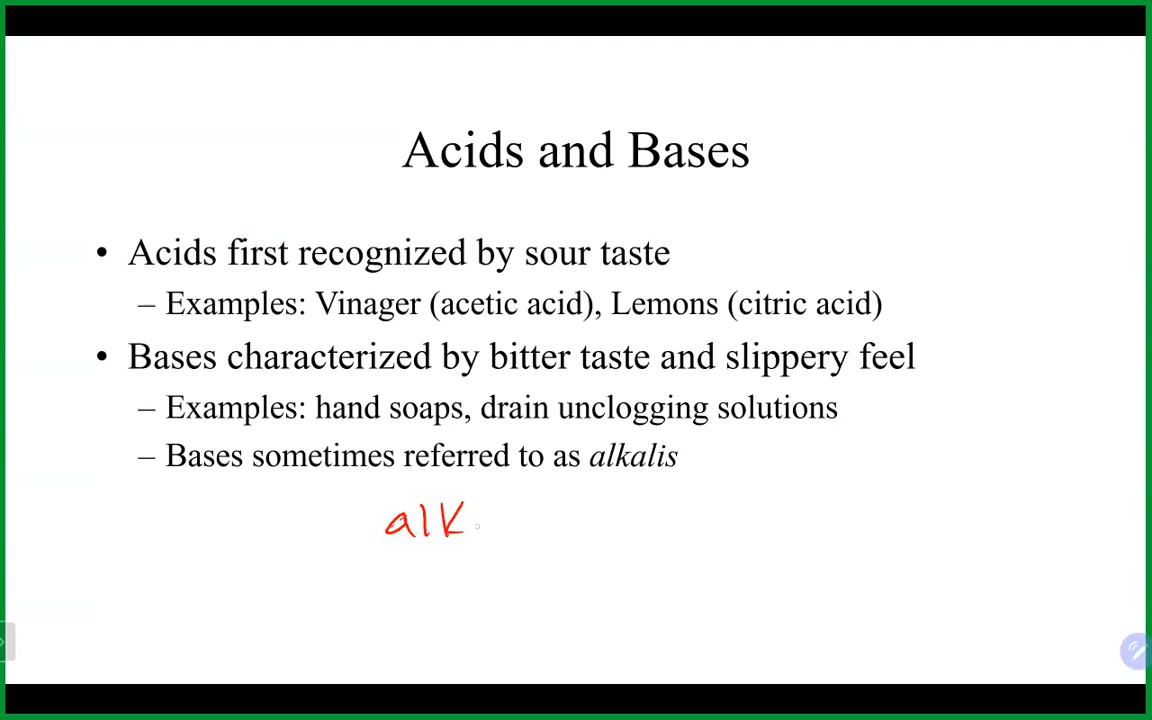 Acids and Bases
• Acids first recognized by sour taste
– Examples: Vinager (acetic acid), Lemons (citric acid)
• Bases characterized by bitter taste and slippery feel
– Examples: hand soaps, drain unclogging solutions
– Bases sometimes referred to as alkalis
alk